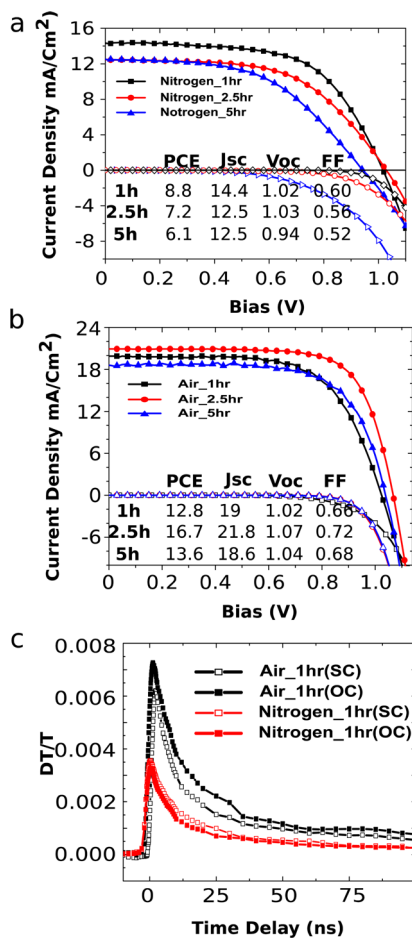 a
16
12
8
4
0
-4
-8
Current Density mA/Cm²
Nitrogen_1hr
Nitrogen_2.5hr
Notrogen_5hr
PCE Jsc Voc FF
1h 8.8 14.4 1.02 0.60
2.5h 7.2 12.5 1.03 0.56
5h 6.1 12.5 0.94 0.52
0.0 0.2 0.4 0.6 0.8 1.0
Bias (V)
b
24
18
12
6
0
-6
Current Density mA/Cm²
Air_1hr
Air_2.5hr
Air_5hr
PCE Jsc Voc FF
1h 12.8 19 1.02 0.66
2.5h 16.7 21.8 1.07 0.72
5h 13.6 18.6 1.04 0.68
0.0 0.2 0.4 0.6 0.8 1.0
Bias (V)
c
0.008
0.006
0.004
0.002
0.000
DT/T
Air_1hr(SC)
Air_1hr(OC)
Nitrogen_1hr(SC)
Nitrogen_1hr(OC)
0 25 50 75
Time Delay (ns)